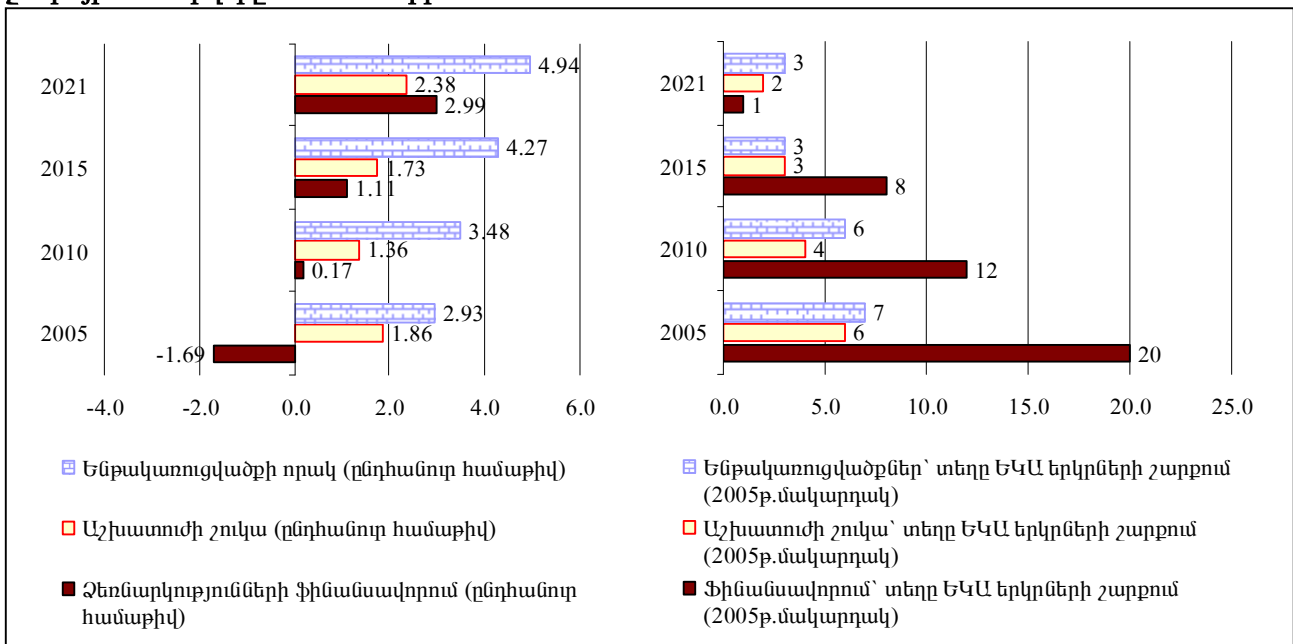 2021
4.94
2.38
2.99
2015
4.27
1.73
1.11
2010
3.48
1.36
0.17
2005
2.93
1.86
-1.69
-4.0 -2.0 0.0 2.0 4.0 6.0
Ենթակառուցվածքի որակ (ընդհանուր համաթիվ)
Աշխատուժի շուկա (ընդհանուր համաթիվ)
Ձեռնարկությունների ֆինանսավորում (ընդհանուր
համաթիվ)
2021
3
2
1
2015
3
3
8
2010
6
4
12
2005
7
6
20
0.0 5.0 10.0 15.0 20.0 25.0
Ենթակառուցվածքներ` տեղը ԵԿԱ երկրների շարքում
(2005թ.մակարդակ)
Աշխատուժի շուկա` տեղը ԵԿԱ երկրների շարքում
(2005թ.մակարդակ)
Ֆինանսավորում` տեղը ԵԿԱ երկրների շարքում
(2005թ.մակարդակ)